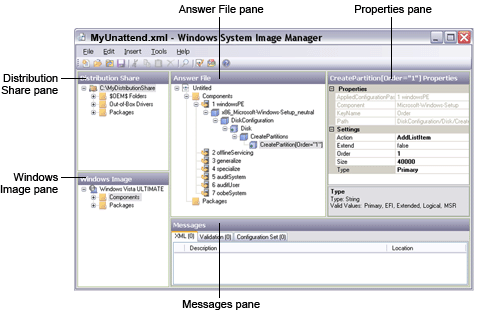 Answer File pane
Properties pane
Distribution
Share pane
Windows
Image pane
Messages pane
MyUnattend.xml - Windows System Image Manager
File Edit Insert Tools Help
Distribution Share
C:\MyDistributionShare
$OEM$ Folders
Out-of-Box Drivers
Packages
Windows Image
Windows Vista ULTIMATE
Components
Packages
Answer File
Untitled
Components
1 windowsPE
x86_Microsoft-Windows-Setup_neutral
DiskConfiguration
Disk
CreatePartitions
CreatePartition[Order="1"]
2 offlineServicing
3 generalize
4 specialize
5 auditSystem
6 auditUser
7 oobeSystem
Packages
CreatePartition[Order="1"] Properties
Properties
AppliedConfigurationPa 1 windowsPE
Component Microsoft-Windows-Setup
KeyName Order
Path DiskConfiguration/Disk/Create
Settings
Action AddListItem
Extend false
Order 1
Size 40000
Type Primary
Type
Type: String
Valid Values: Primary, EFI, Extended, Logical, MSR
Messages
XML (0) Validation (0) Configuration Set (0)
Description Location